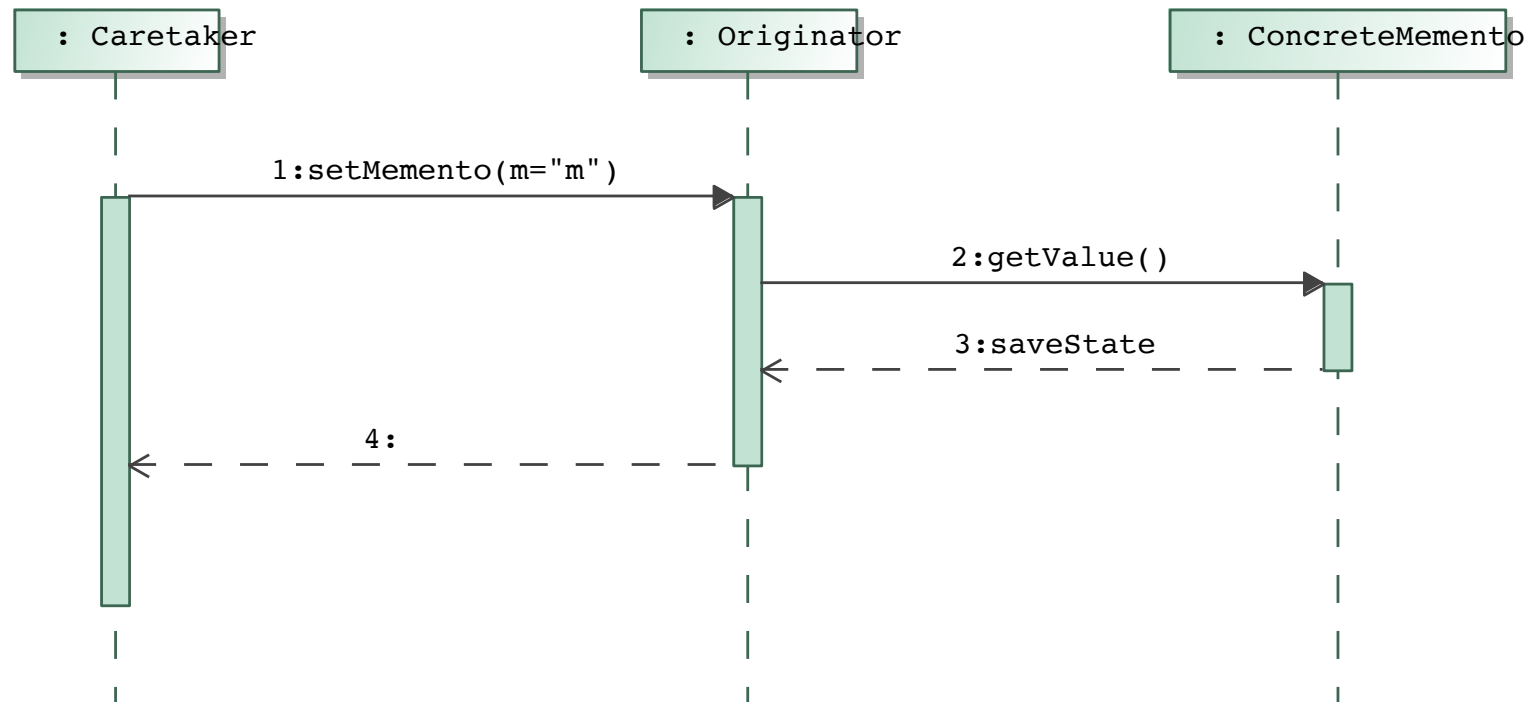 : Caretaker
: Originator
: ConcreteMemento
1:setMemento(m="m")
2:getValue()
3:saveState
4: